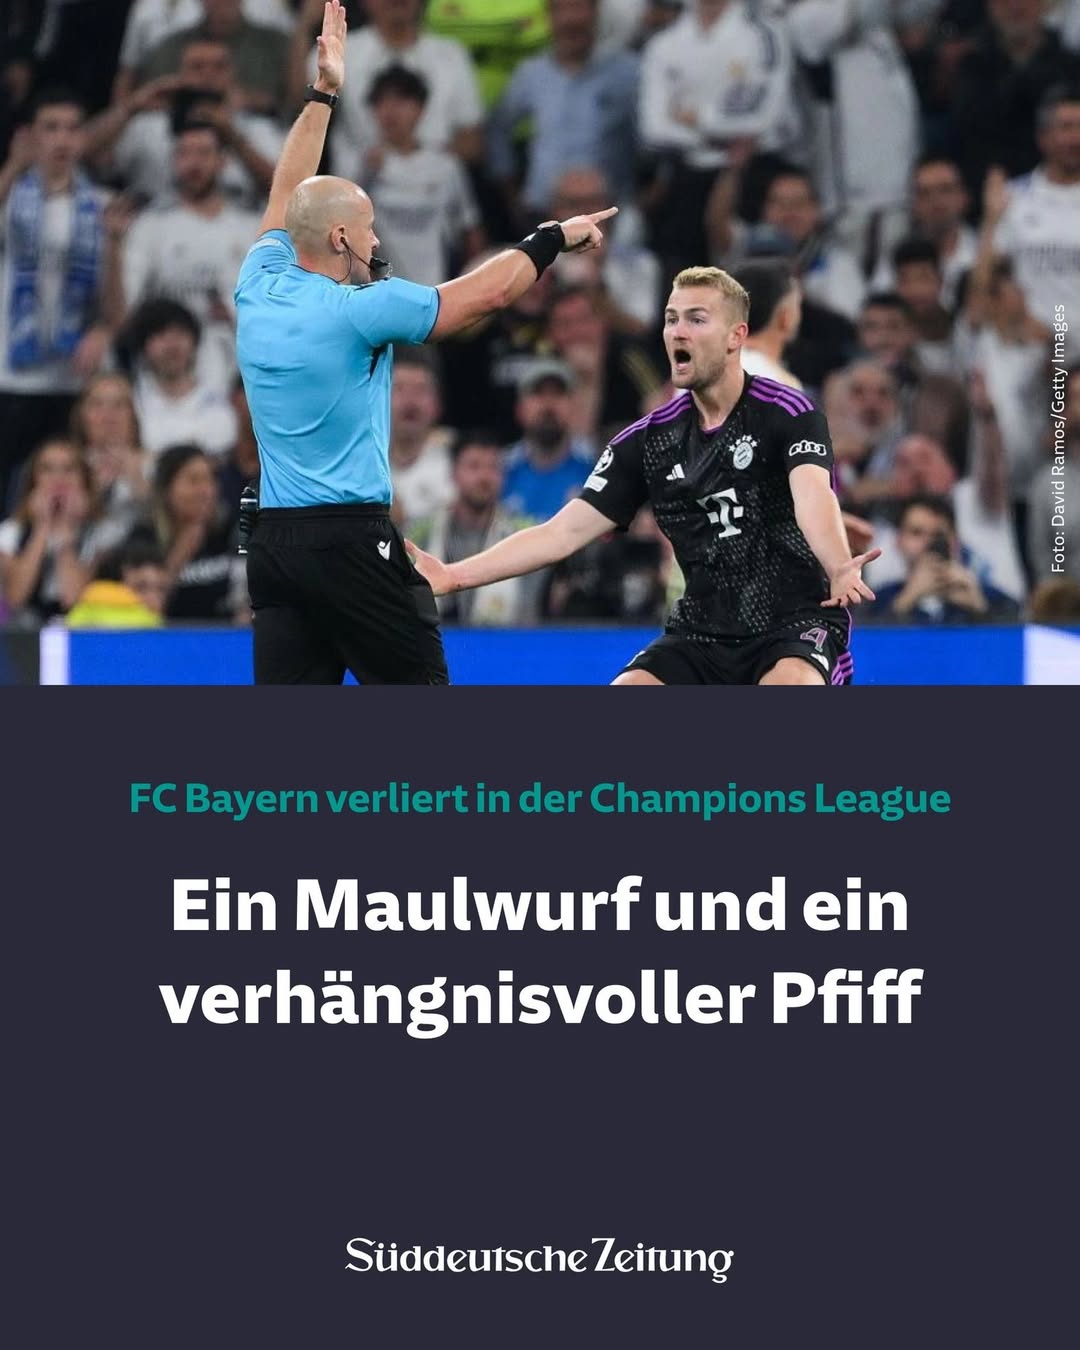 Foto: David Ramos/Getty Images
T
4
FC Bayern verliert in der Champions League
Ein Maulwurf und ein
verhängnisvoller Pfiff
Süddeutsche Zeitung